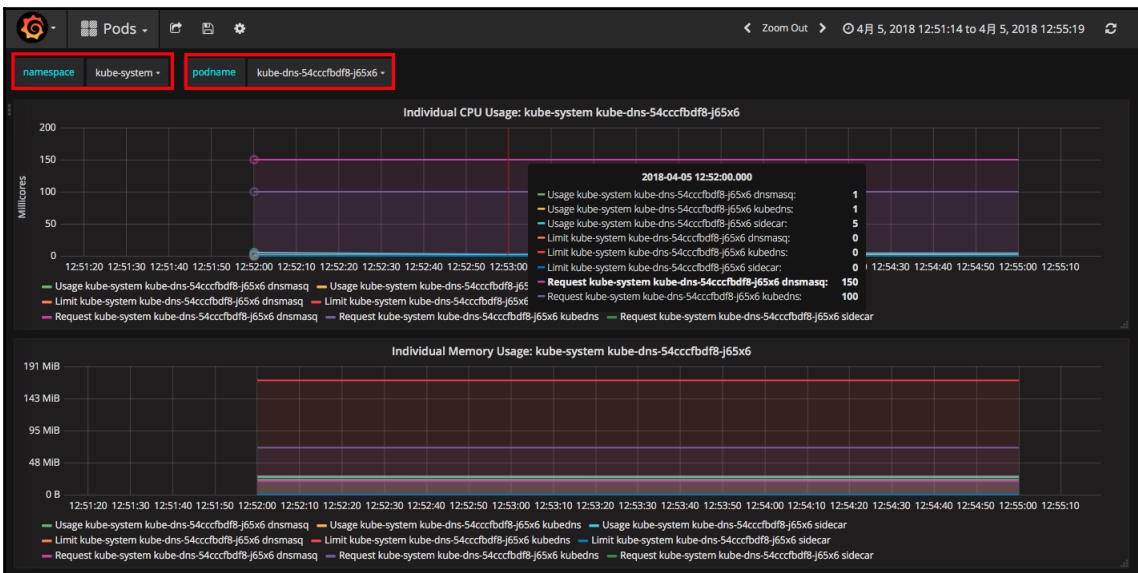 Pods
Zoom Out
4月 5, 2018 12:51:14 to 4月 5, 2018 12:55:19
namespace kube-system
podname kube-dns-54cccfbdf8-j65x6
Individual CPU Usage: kube-system kube-dns-54cccfbdf8-j65x6
200
150
100
50
0
Millicores
2018-04-05 12:52:00.000
Usage kube-system kube-dns-54cccfbdf8-j65x6 dnsmasq: 1
Usage kube-system kube-dns-54cccfbdf8-j65x6 kubedns: 1
Usage kube-system kube-dns-54cccfbdf8-j65x6 sidecar: 5
Limit kube-system kube-dns-54cccfbdf8-j65x6 dnsmasq: 0
Limit kube-system kube-dns-54cccfbdf8-j65x6 kubedns: 0
Limit kube-system kube-dns-54cccfbdf8-j65x6 sidecar: 0
Request kube-system kube-dns-54cccfbdf8-j65x6 dnsmasq: 150
Request kube-system kube-dns-54cccfbdf8-j65x6 kubedns: 100
12:51:20 12:51:30 12:51:40 12:51:50 12:52:00 12:52:10 12:52:20 12:52:30 12:52:40 12:52:50 12:53:00 12:54:30 12:54:40 12:54:50 12:55:00 12:55:10
Usage kube-system kube-dns-54cccfbdf8-j65x6 dnsmasq Usage kube-system kube-dns-54cccfbdf8-j65
Limit kube-system kube-dns-54cccfbdf8-j65x6 dnsmasq Limit kube-system kube-dns-54cccfbdf8-j65x6
Request kube-system kube-dns-54cccfbdf8-j65x6 dnsmasq Request kube-system kube-dns-54cccfbdf8-j65x6 kubedns Request kube-system kube-dns-54cccfbdf8-j65x6 sidecar
Individual Memory Usage: kube-system kube-dns-54cccfbdf8-j65x6
191 MiB
143 MiB
95 MiB
48 MiB
0 B
12:51:20 12:51:30 12:51:40 12:51:50 12:52:00 12:52:10 12:52:20 12:52:30 12:52:40 12:52:50 12:53:00 12:53:10 12:53:20 12:53:30 12:53:40 12:53:50 12:54:00 12:54:10 12:54:20 12:54:30 12:54:40 12:54:50 12:55:00 12:55:10
Usage kube-system kube-dns-54cccfbdf8-j65x6 dnsmasq Usage kube-system kube-dns-54cccfbdf8-j65x6 kubedns Usage kube-system kube-dns-54cccfbdf8-j65x6 sidecar
Limit kube-system kube-dns-54cccfbdf8-j65x6 dnsmasq Limit kube-system kube-dns-54cccfbdf8-j65x6 kubedns Limit kube-system kube-dns-54cccfbdf8-j65x6 sidecar
Request kube-system kube-dns-54cccfbdf8-j65x6 dnsmasq Request kube-system kube-dns-54cccfbdf8-j65x6 kubedns Request kube-system kube-dns-54cccfbdf8-j65x6 sidecar